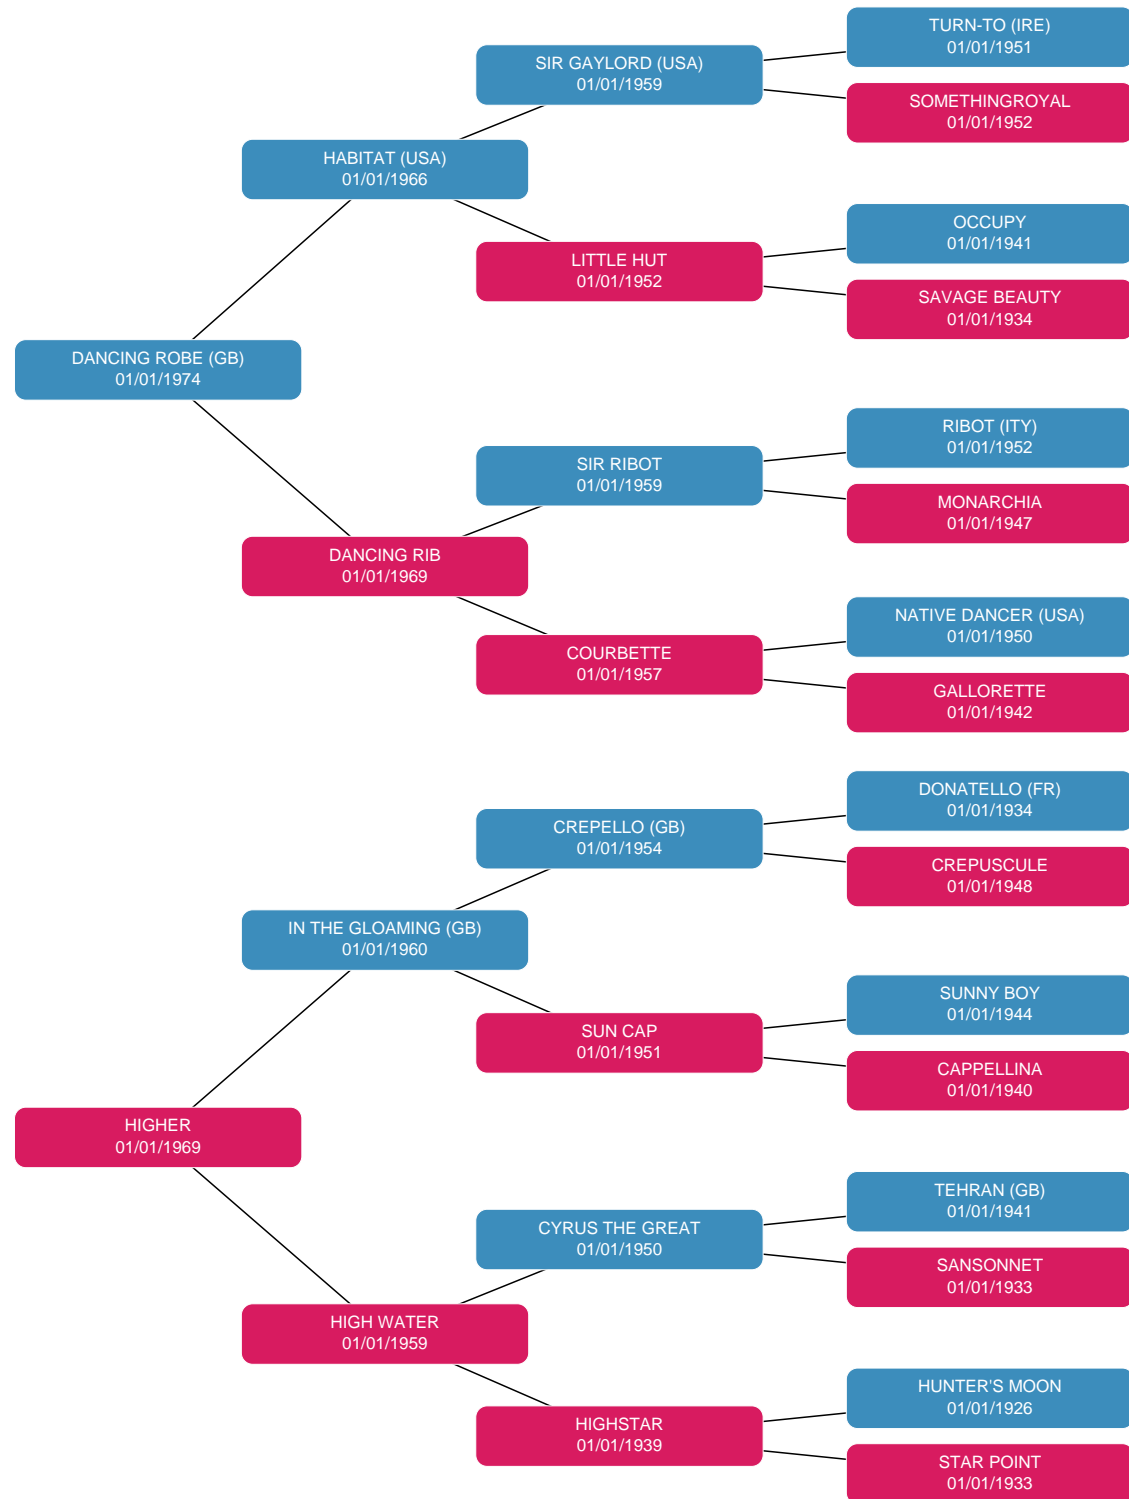 TURN-TO (IRE)
01/01/1951
SIR GAYLORD (USA)
01/01/1959
SOMETHINGROYAL
01/01/1952
HABITAT (USA)
01/01/1966
OCCUPY
01/01/1941
LITTLE HUT
01/01/1952
SAVAGE BEAUTY
01/01/1934
DANCING ROBE (GB)
01/01/1974
RIBOT (ITY)
01/01/1952
SIR RIBOT
01/01/1959
MONARCHIA
01/01/1947
DANCING RIB
01/01/1969
NATIVE DANCER (USA)
01/01/1950
COURBETTE
01/01/1957
GALLORETTE
01/01/1942
DONATELLO (FR)
01/01/1934
CREPELLO (GB)
01/01/1954
CREPUSCULE
01/01/1948
IN THE GLOAMING (GB)
01/01/1960
SUNNY BOY
01/01/1944
SUN CAP
01/01/1951
CAPPELLINA
01/01/1940
HIGHER
01/01/1969
TEHRAN (GB)
01/01/1941
CYRUS THE GREAT
01/01/1950
SANSONNET
01/01/1933
HIGH WATER
01/01/1959
HUNTER'S MOON
01/01/1926
HIGHSTAR
01/01/1939
STAR POINT
01/01/1933